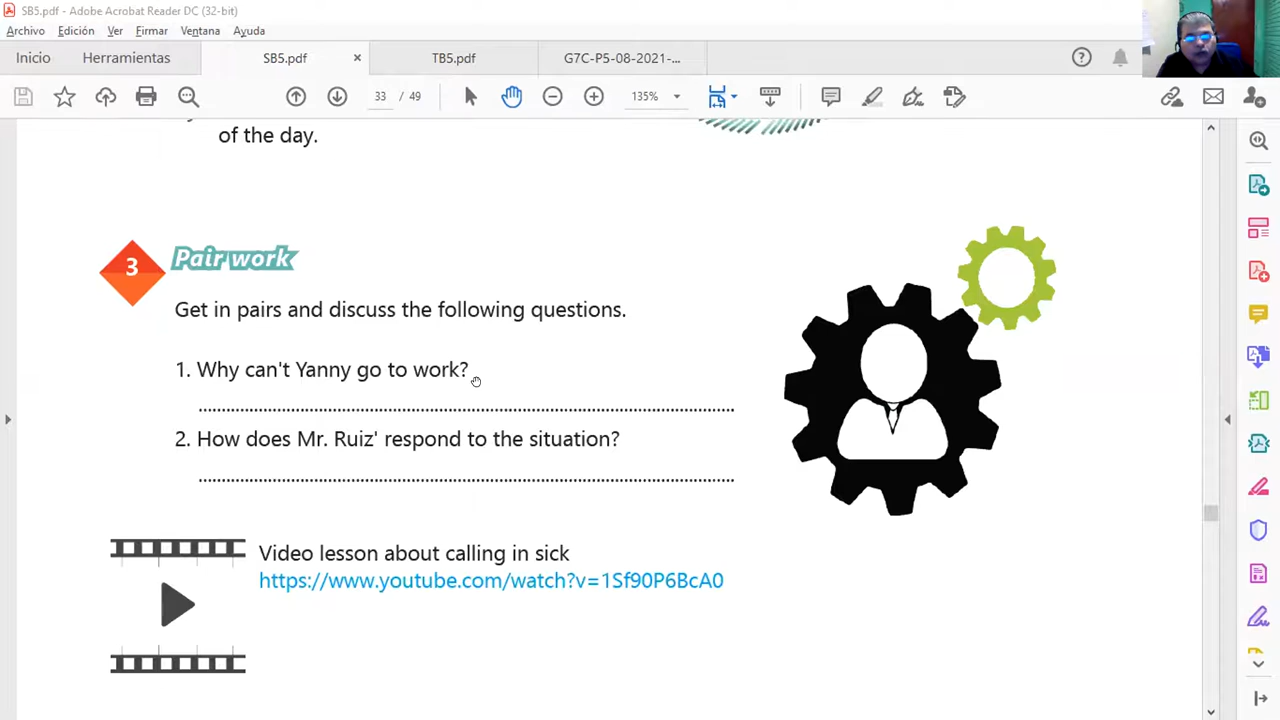 SB5.pdf - Adobe Acrobat Reader DC (32-bit)
Archivo Edición Ver Firmar Ventana Ayuda
Inicio Herramientas SB5.pdf × TB5.pdf G7C-P5-08-2021-...
33 / 49 135%
of the day.
3 Pair work
Get in pairs and discuss the following questions.
1. Why can't Yanny go to work?
2. How does Mr. Ruiz' respond to the situation?
Video lesson about calling in sick
https://www.youtube.com/watch?v=1Sf90P6BcA0